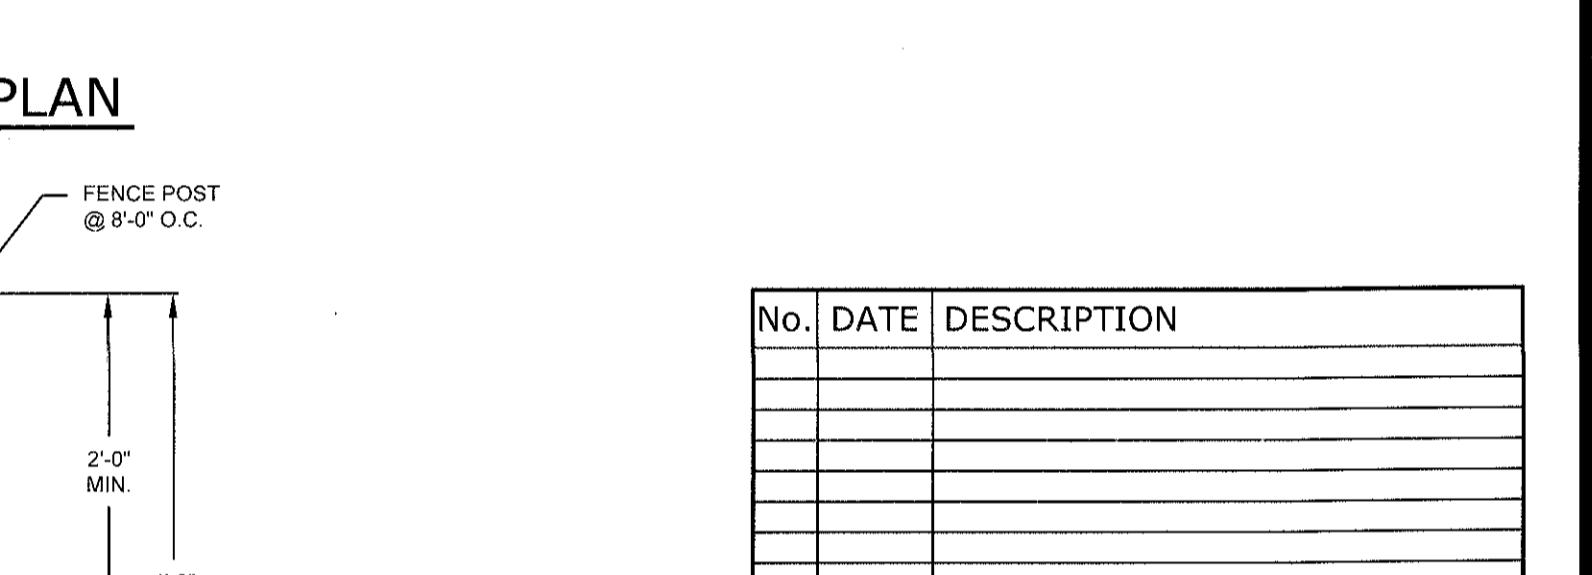 PLAN
FENCE POST
@ 8'-0" O.C.
No. DATE DESCRIPTION
2'-0"
MIN.